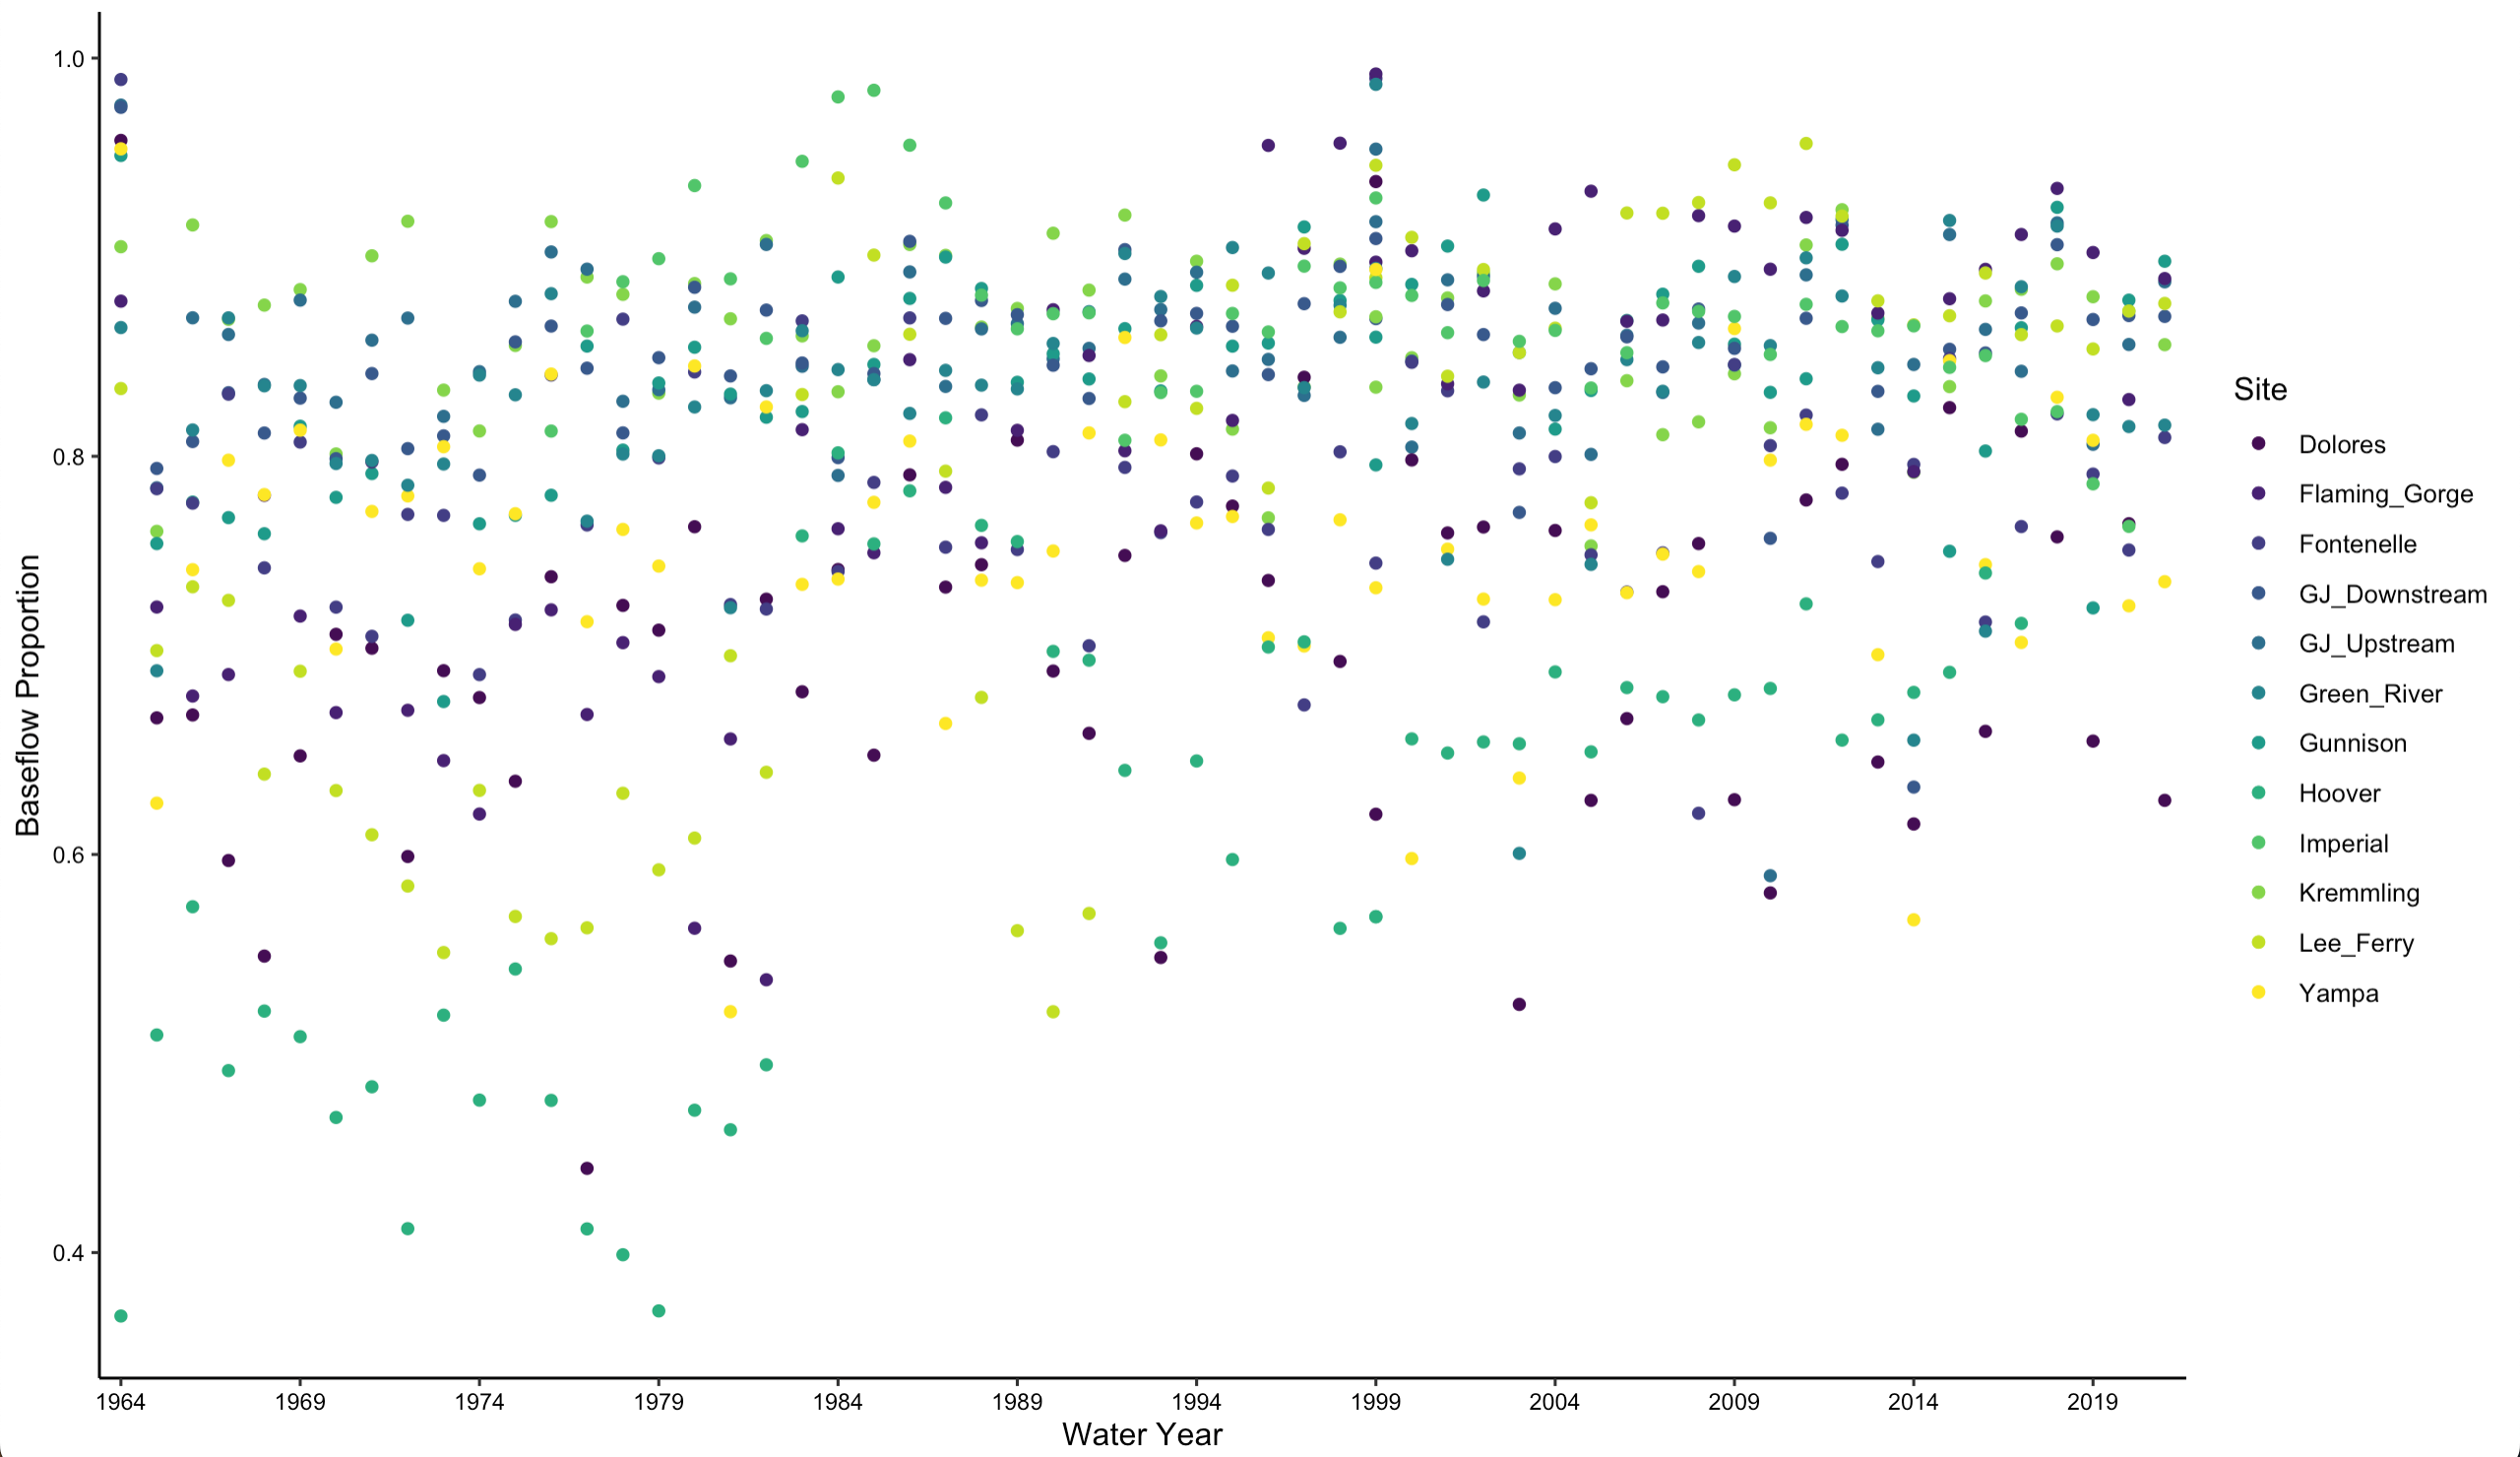 1.0
0.8
0.6
0.4
Baseflow Proportion
1964 1969 1974 1979 1984 1989 1994 1999 2004 2009 2014 2019
Water Year
Site
Dolores
Flaming_Gorge
Fontenelle
GJ_Downstream
GJ_Upstream
Green_River
Gunnison
Hoover
Imperial
Kremmling
Lee_Ferry
Yampa